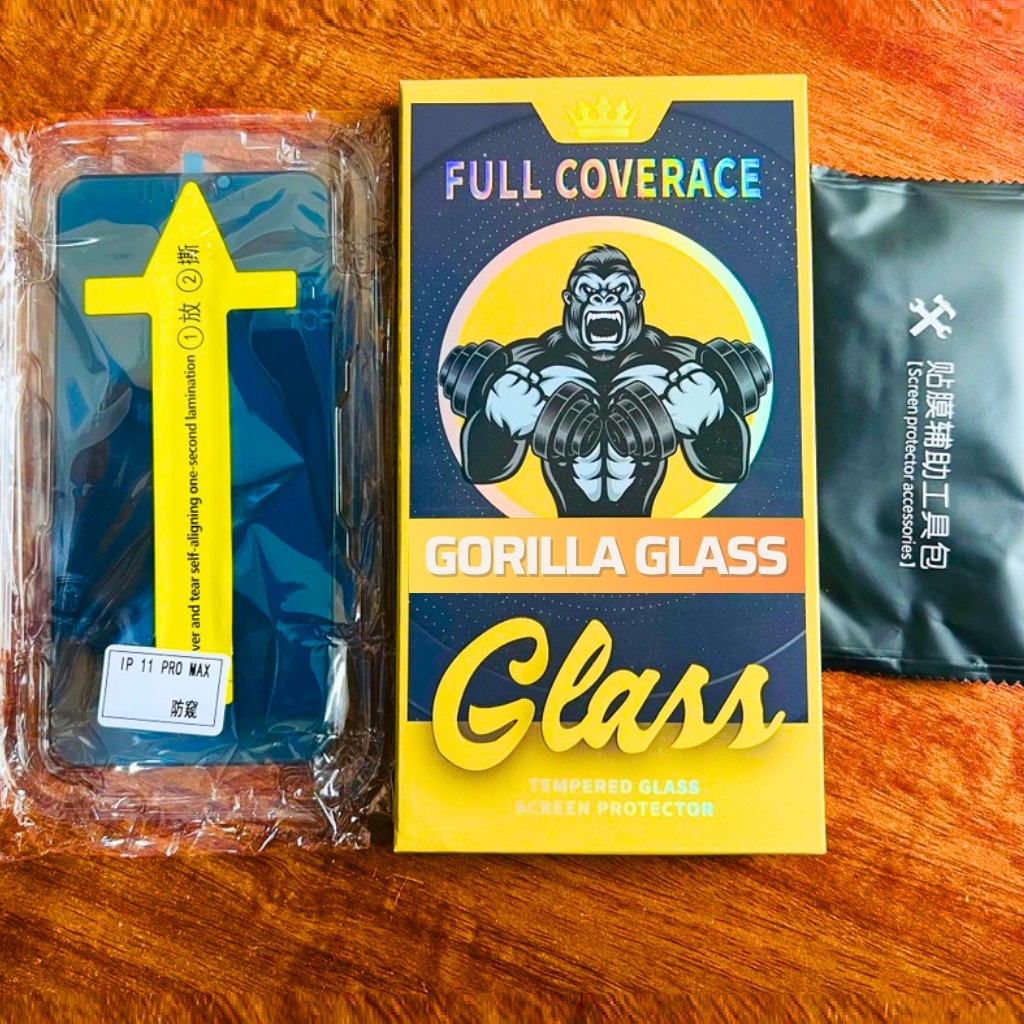 ② 撕
① 放
ver and tear self-aligning one-second lamination
TOP
IP 11 PRO MAX
防窥
FULL COVERACE
GORILLA GLASS
Glass
TEMPERED GLASS
SCREEN PROTECTOR
贴膜辅助工具包
[Screen protector accessories]